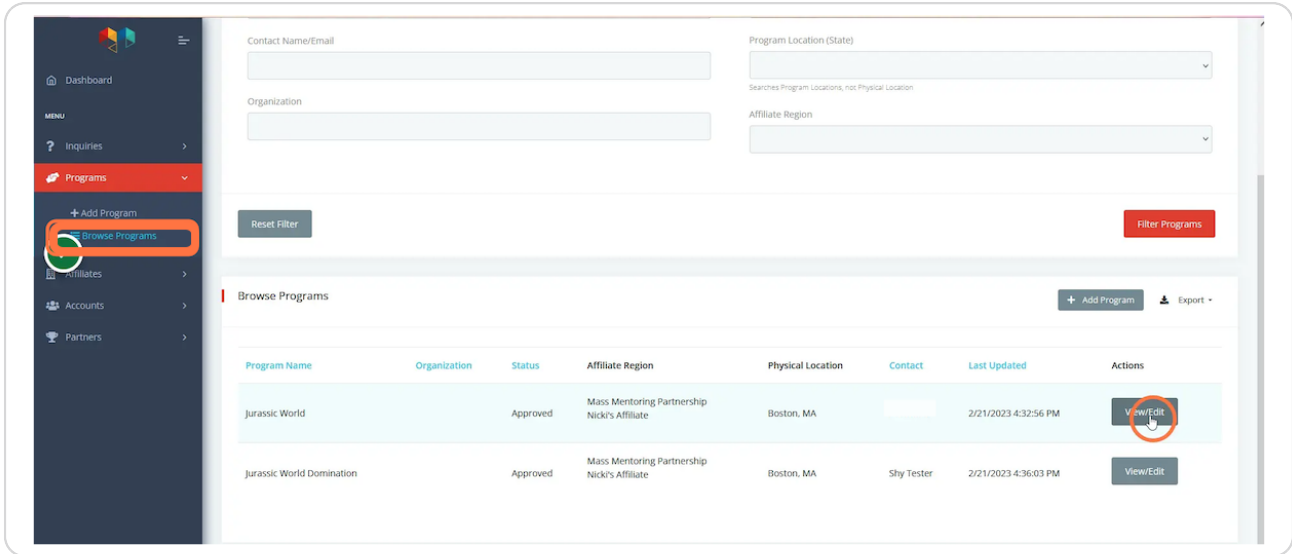 Contact Name/Email
Program Location (State)
Searches Program Locations, not Physical Location
Organization
Affiliate Region
Dashboard
MENU
Inquiries
Programs
Add Program
Browse Programs
Affiliates
Accounts
Partners
Reset Filter
Filter Programs
Browse Programs
Add Program
Export
Program Name Organization Status Affiliate Region Physical Location Contact Last Updated Actions
Jurassic World Approved Mass Mentoring Partnership Boston, MA 2/21/2023 4:32:56 PM View/Edit
Nicki's Affiliate
Jurassic World Domination Approved Mass Mentoring Partnership Boston, MA Shy Tester 2/21/2023 4:36:03 PM View/Edit
Nicki's Affiliate